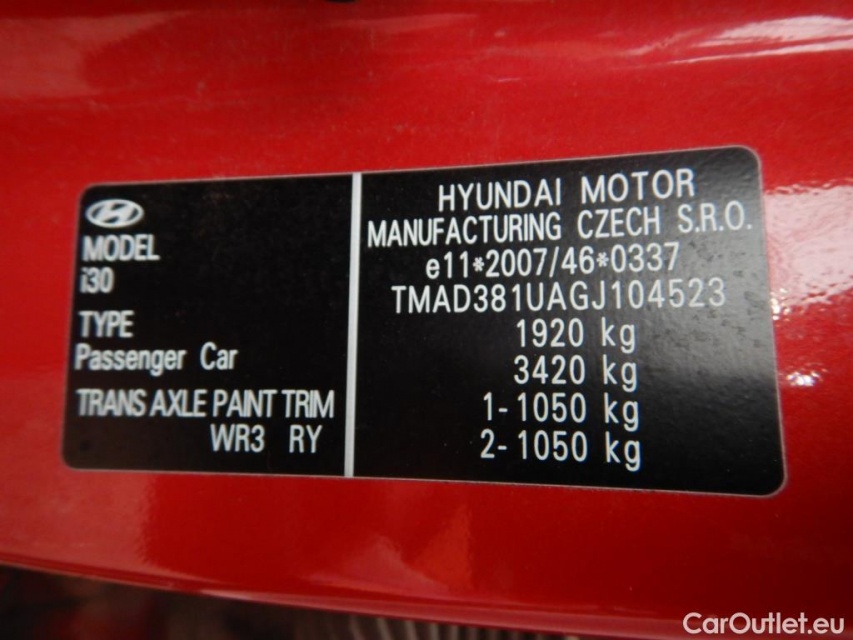 MODEL
i30
TYPE
Passenger Car
TRANS AXLE PAINT TRIM
WR3 RY
HYUNDAI MOTOR
MANUFACTURING CZECH S.R.O.
e11*2007/46*0337
TMAD381UAGJ104523
1920 kg
3420 kg
1-1050 kg
2-1050 kg
CarOutlet.eu